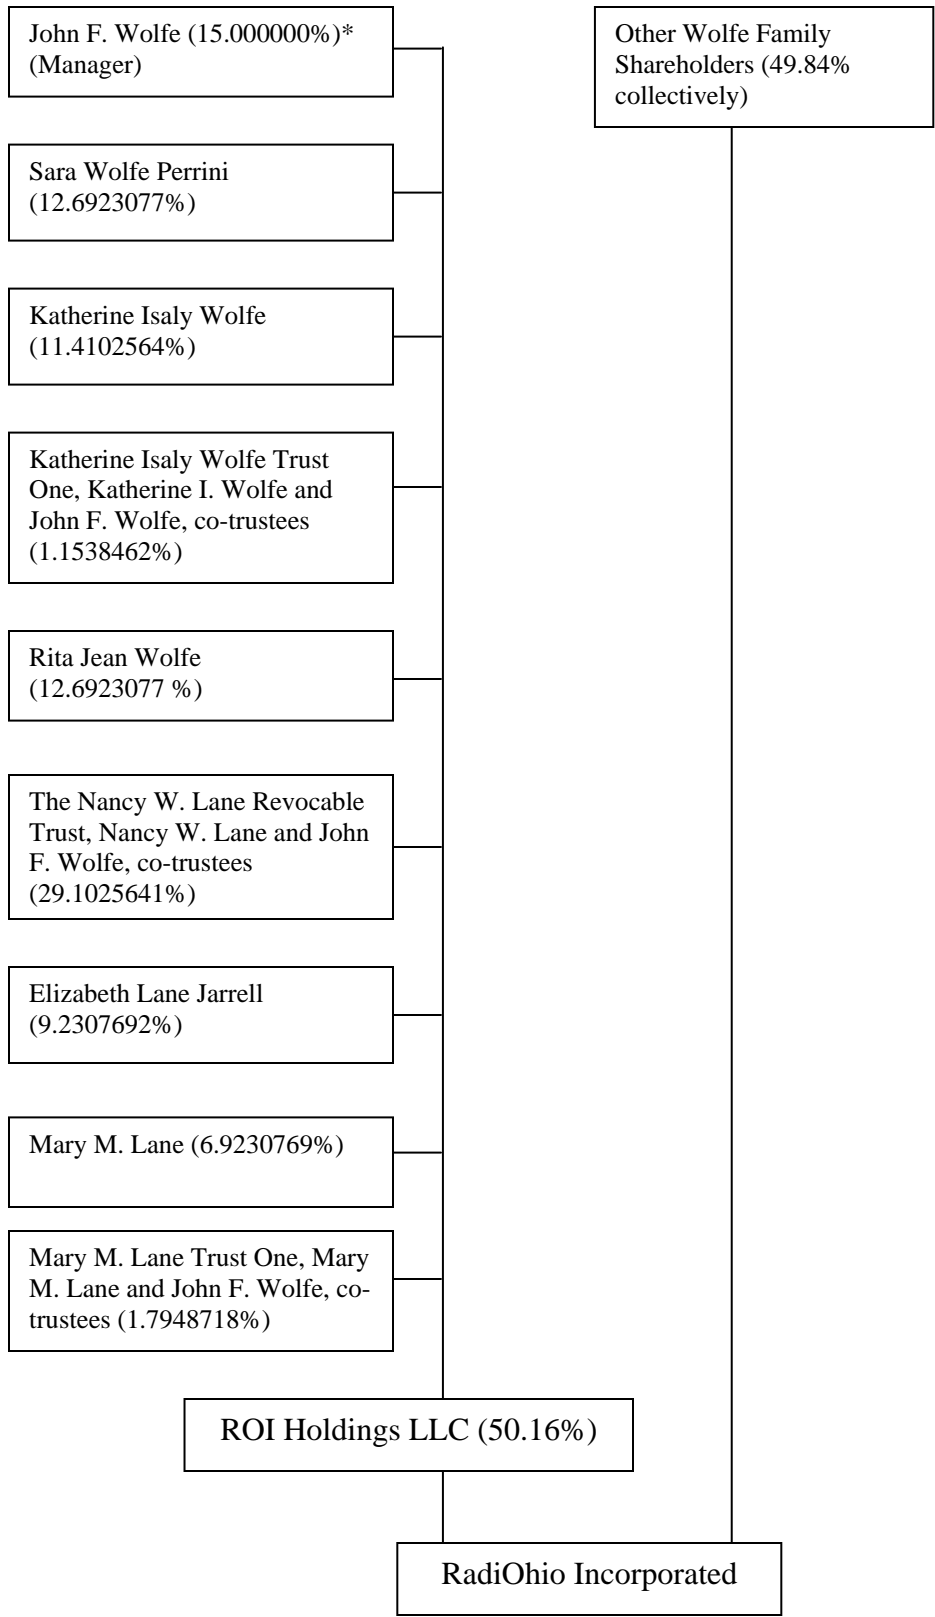 John F. Wolfe (15.000000%)*
(Manager)
Other Wolfe Family
Shareholders (49.84%
collectively)
Sara Wolfe Perrini
(12.6923077%)
Katherine Isaly Wolfe
(11.4102564%)
Katherine Isaly Wolfe Trust
One, Katherine I. Wolfe and
John F. Wolfe, co-trustees
(1.1538462%)
Rita Jean Wolfe
(12.6923077 %)
The Nancy W. Lane Revocable
Trust, Nancy W. Lane and John
F. Wolfe, co-trustees
(29.1025641%)
Elizabeth Lane Jarrell
(9.2307692%)
Mary M. Lane (6.9230769%)
Mary M. Lane Trust One, Mary
M. Lane and John F. Wolfe, co-
trustees (1.7948718%)
ROI Holdings LLC (50.16%)
RadiOhio Incorporated